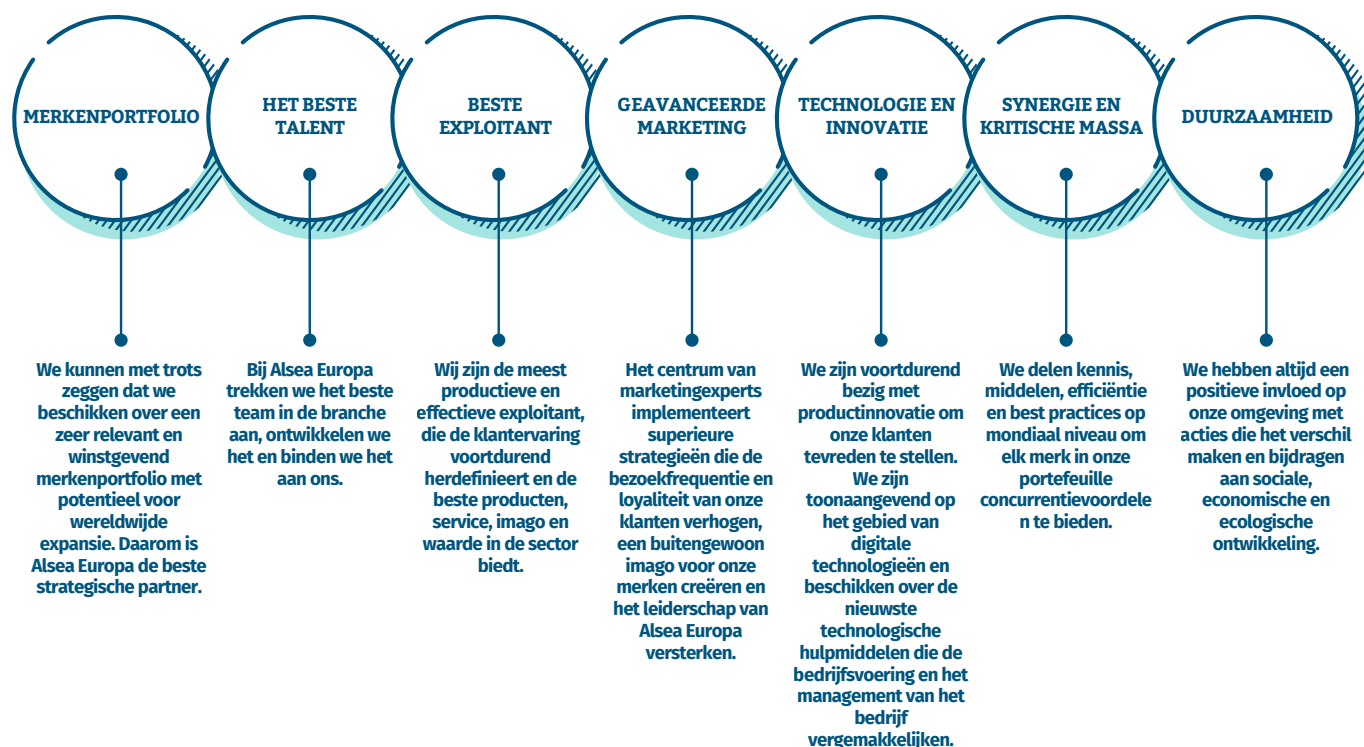 MERKENPORTFOLIO
HET BESTE
TALENT
BESTE
EXPLOITANT
GEAVANCEERDE
MARKETING
TECHNOLOGIE EN
INNOVATIE
SYNERGIE EN
KRITISCHE MASSA
DUURZAAMHEID
We kunnen met trots
zeggen dat we
beschikken over een
zeer relevant en
winstgevend
merkenportfolio met
potentieel voor
wereldwijde
expansie. Daarom is
Alsea Europa de beste
strategische partner.
Bij Alsea Europa
trekken we het beste
team in de branche
aan, ontwikkelen we
het en binden we het
aan ons.
Wij zijn de meest
productieve en
effectieve exploitant,
die de klantervaring
voortdurend
herdefinieert en de
beste producten,
service, imago en
waarde in de sector
biedt.
Het centrum van
marketingexperts
implementeert
superieure
strategieën die de
bezoekfrequentie en
loyaliteit van onze
klanten verhogen,
een buitengewoon
imago voor onze
merken creëren en
het leiderschap van
Alsea Europa
versterken.
We zijn voortdurend
bezig met
productinnovatie om
onze klanten
tevreden te stellen.
We zijn
toonaangevend op
het gebied van
digitale
technologieën en
beschikken over de
nieuwste
technologische
hulpmiddelen die de
bedrijfsvoering en het
management van het
bedrijf
vergemakkelijken.
We delen kennis,
middelen, efficiëntie
en best practices op
mondiaal niveau om
elk merk in onze
portefeuille
concurrentievoordele
n te bieden.
We hebben altijd een
positieve invloed op
onze omgeving met
acties die het verschil
maken en bijdragen
aan sociale,
economische en
ecologische
ontwikkeling.